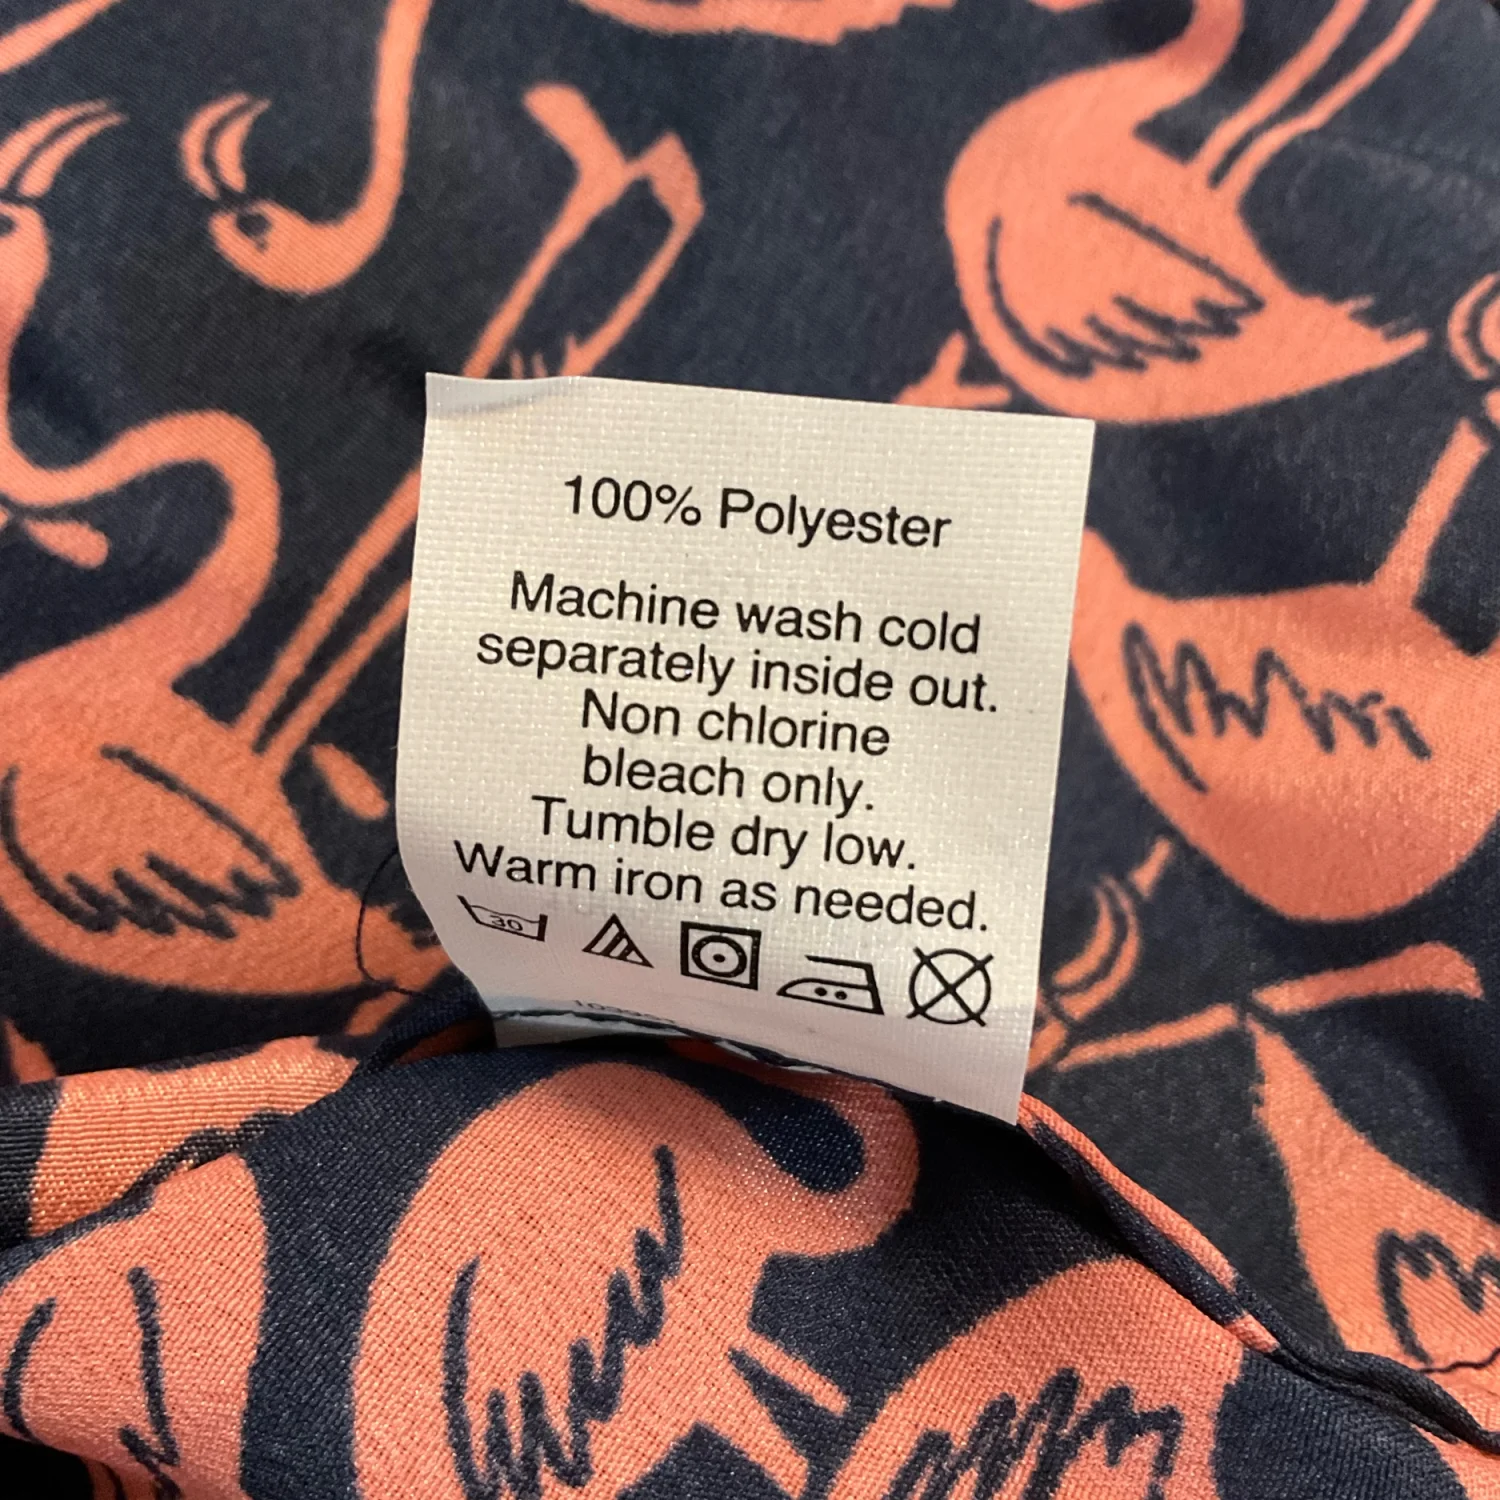 100% Polyester
Machine wash cold
separately inside out.
Non chlorine
bleach only.
Tumble dry low.
Warm iron as needed.
30